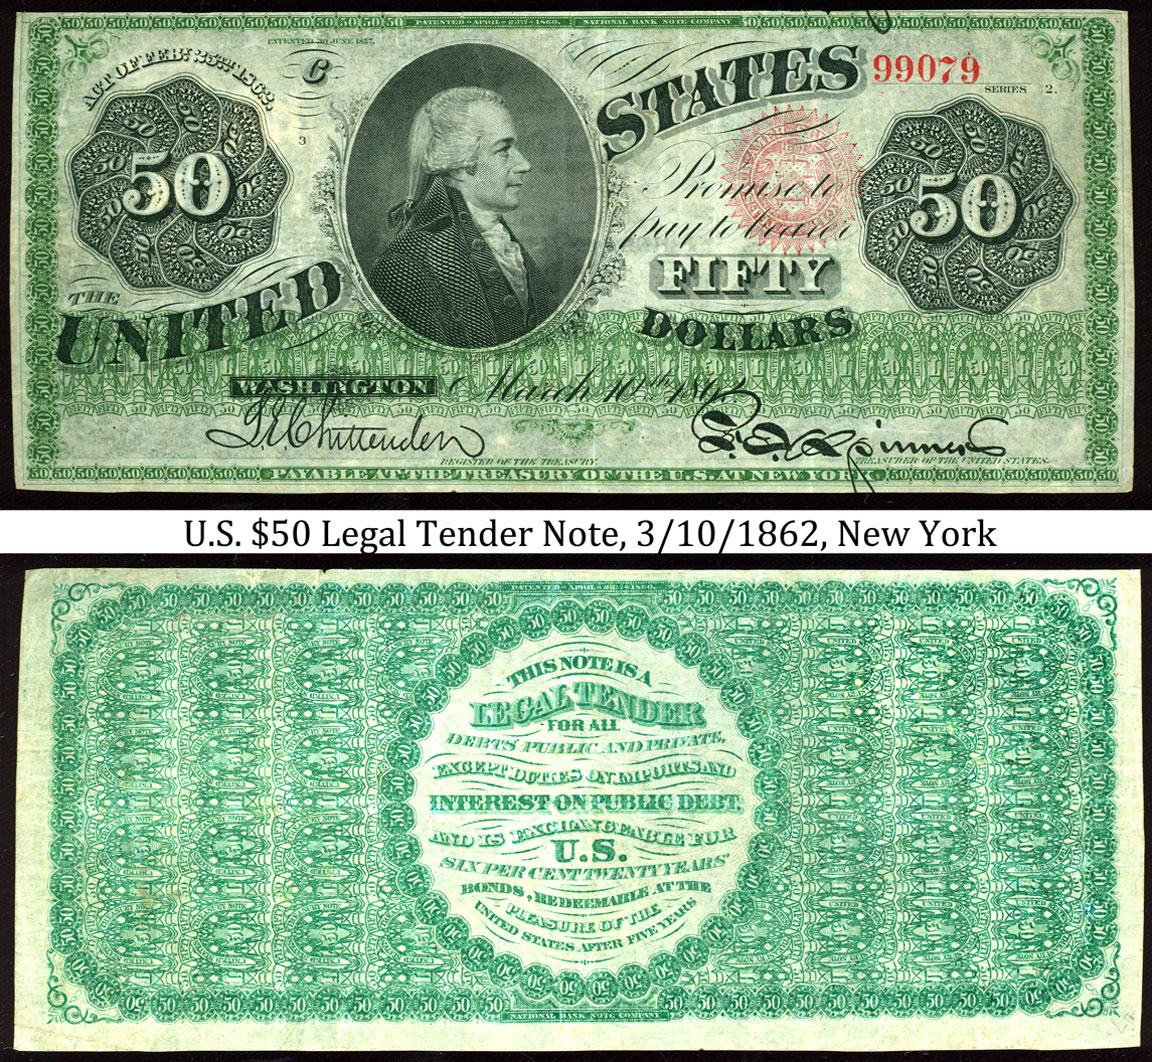 PATENTED APRIL 23RD 1860. NATIONAL BANK NOTE COMPANY
PATENTED 30 JUNE 1857.
ACT OF FEBY. 25TH 1862.
C
3
STATES
99079
SERIES 2.
50
50
Promise to
pay to bearer
FIFTY
DOLLARS
THE
UNITED
WASHINGTON
March 10th 1862
L. E. Chittenden
F. E. Spinner
REGISTER OF THE TREASURY.
TREASURER OF THE UNITED STATES.
PAYABLE AT THE TREASURY OF THE U.S. AT NEW YORK
U.S. $50 Legal Tender Note, 3/10/1862, New York
THIS NOTE IS A
LEGAL TENDER
FOR ALL
DEBTS PUBLIC AND PRIVATE,
EXCEPT DUTIES ON IMPORTS AND
INTEREST ON PUBLIC DEBT,
AND IS EXCHANGEABLE FOR
U.S.
SIX PER CENT TWENTY YEARS'
BONDS, REDEEMABLE AT THE
PLEASURE OF THE
UNITED STATES AFTER FIVE YEARS
NATIONAL BANK NOTE COMPANY